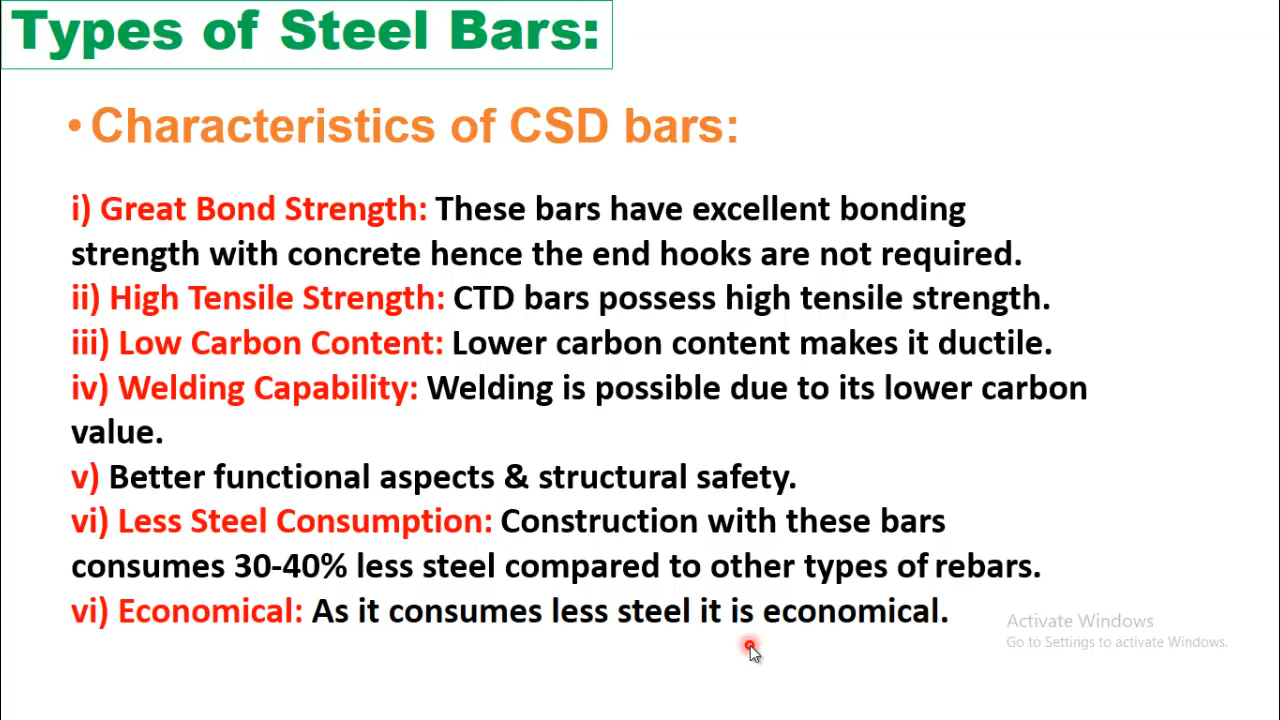 Types of Steel Bars:
• Characteristics of CSD bars:
i) Great Bond Strength: These bars have excellent bonding
strength with concrete hence the end hooks are not required.
ii) High Tensile Strength: CTD bars possess high tensile strength.
iii) Low Carbon Content: Lower carbon content makes it ductile.
iv) Welding Capability: Welding is possible due to its lower carbon
value.
v) Better functional aspects & structural safety.
vi) Less Steel Consumption: Construction with these bars
consumes 30-40% less steel compared to other types of rebars.
vi) Economical: As it consumes less steel it is economical.
Activate Windows
Go to Settings to activate Windows.